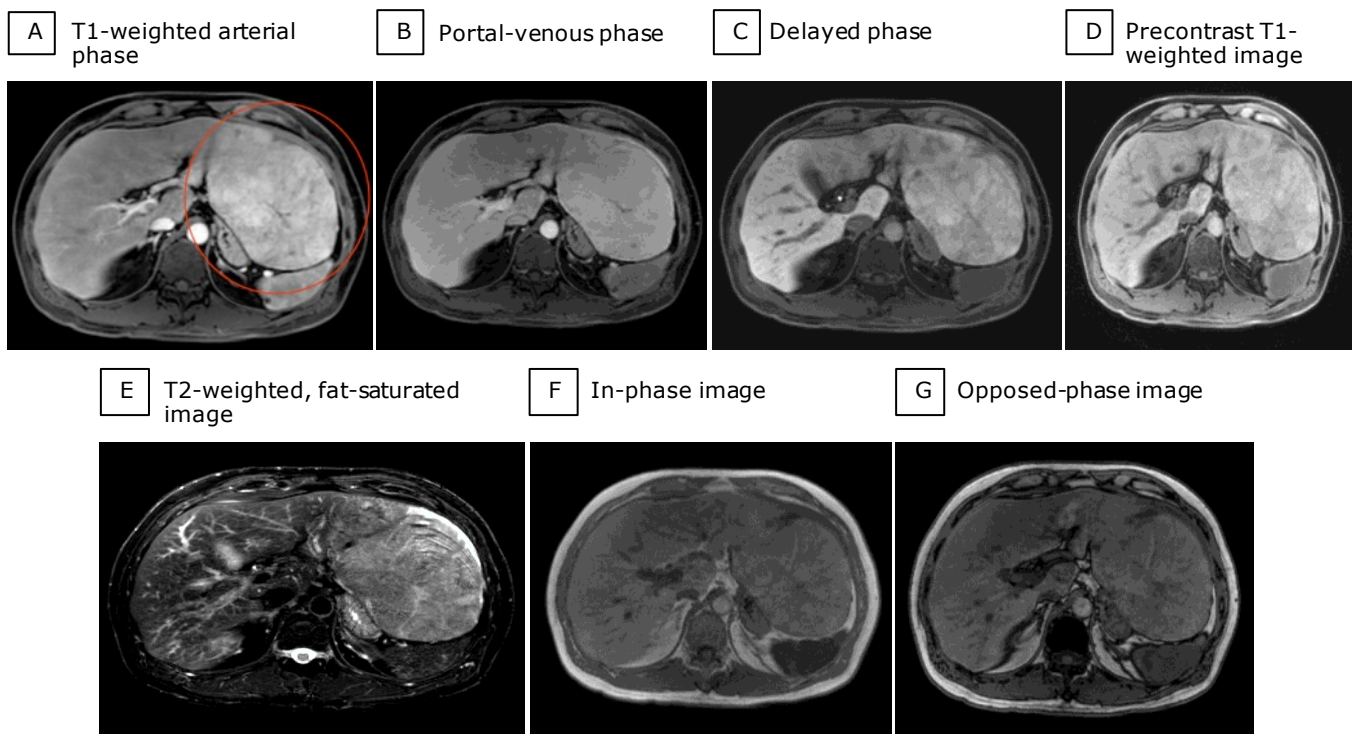 A
T1-weighted arterial
phase
B
Portal-venous phase
C
Delayed phase
D
Precontrast T1-
weighted image
E
T2-weighted, fat-saturated
image
F
In-phase image
G
Opposed-phase image